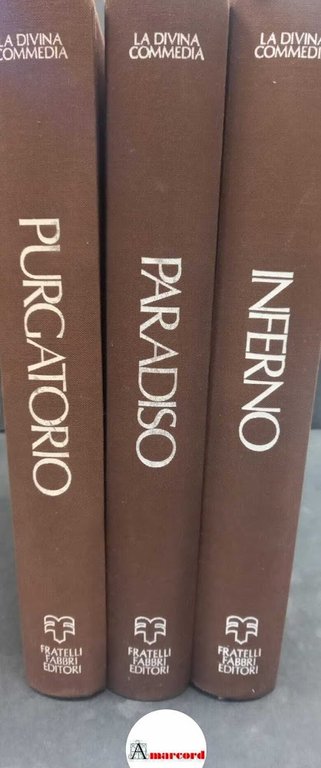 LA DIVINA
COMMEDIA
PURGATORIO
FRATELLI
FABBRI
EDITORI
LA DIVINA
COMMEDIA
PARADISO
FRATELLI
FABBRI
EDITORI
LA DIVINA
COMMEDIA
INFERNO
FRATELLI
FABBRI
EDITORI
Amarcord